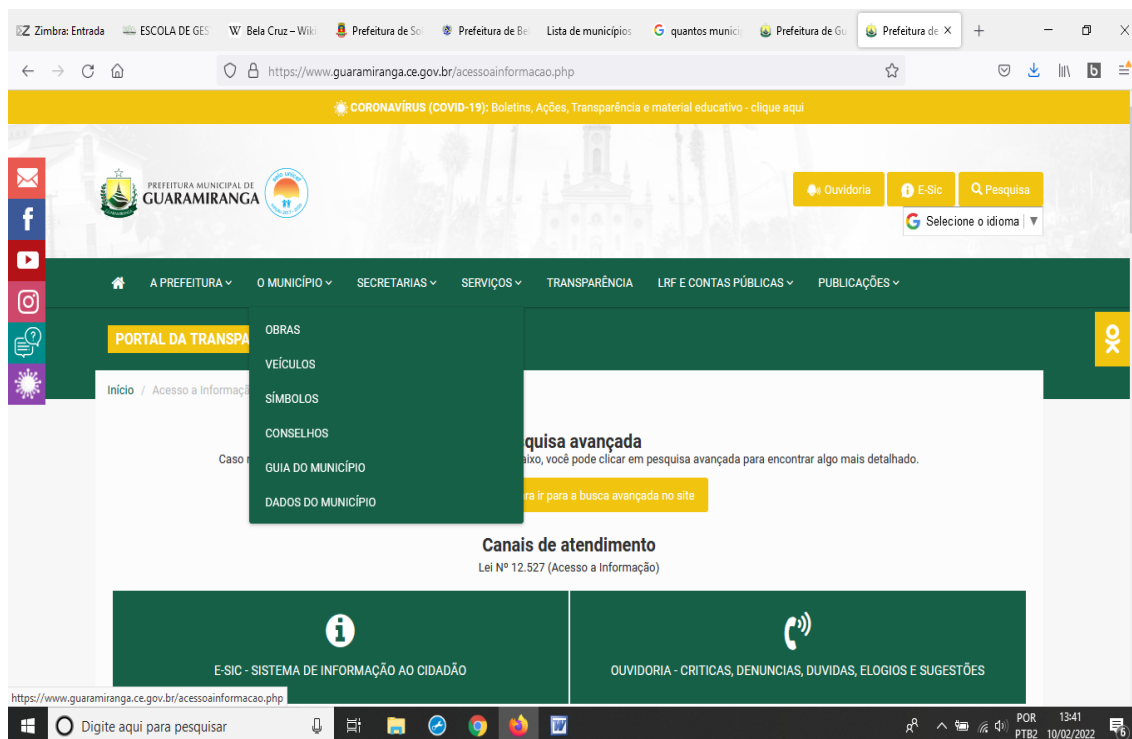 Zimbra: Entrada
ESCOLA DE GES
W Bela Cruz – Wiki
Prefeitura de So
Prefeitura de Be
Lista de municípios
G quantos munici
Prefeitura de Gu
Prefeitura de
https://www.guaramiranga.ce.gov.br/acessoainformacao.php
CORONAVÍRUS (COVID-19): Boletins, Ações, Transparência e material educativo - clique aqui
PREFEITURA MUNICIPAL DE
GUARAMIRANGA
Ouvidoria
E-Sic
Pesquisa
G Selecione o idioma ▼
A PREFEITURA
O MUNICÍPIO
SECRETARIAS
SERVIÇOS
TRANSPARÊNCIA
LRF E CONTAS PÚBLICAS
PUBLICAÇÕES
OBRAS
VEÍCULOS
SÍMBOLOS
CONSELHOS
GUIA DO MUNICÍPIO
DADOS DO MUNICÍPIO
PORTAL DA TRANSPA
Início / Acesso a Informaçã
quisa avançada
Caso
aixo, você pode clicar em pesquisa avançada para encontrar algo mais detalhado.
ra ir para a busca avançada no site
Canais de atendimento
Lei Nº 12.527 (Acesso a Informação)
E-SIC - SISTEMA DE INFORMAÇÃO AO CIDADÃO
OUVIDORIA - CRITICAS, DENUNCIAS, DUVIDAS, ELOGIOS E SUGESTÕES
https://www.guaramiranga.ce.gov.br/acessoainformacao.php
Digite aqui para pesquisar
POR
PTB2
13:41
10/02/2022
6